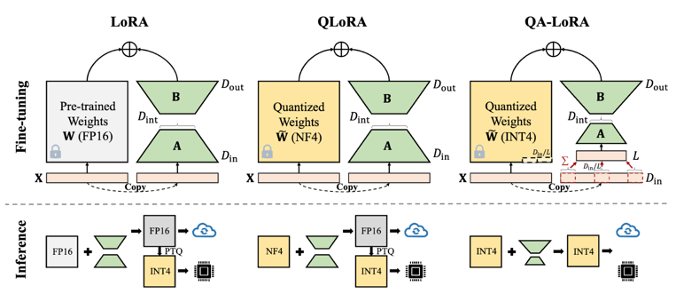 LoRA
QLoRA
QA-LoRA
Fine-tuning
Pre-trained
Weights
W (FP16)
B
A
D_out
D_int
D_in
X
Copy
Quantized
Weights
W̃ (NF4)
B
A
D_out
D_int
D_in
Copy
Quantized
Weights
W̃ (INT4)
D_in/L
B
A
D_out
D_int
L
Σ
D_in/L
D_in
Copy
Inference
FP16
+
FP16
PTQ
INT4
NF4
+
FP16
PTQ
INT4
INT4
+
INT4